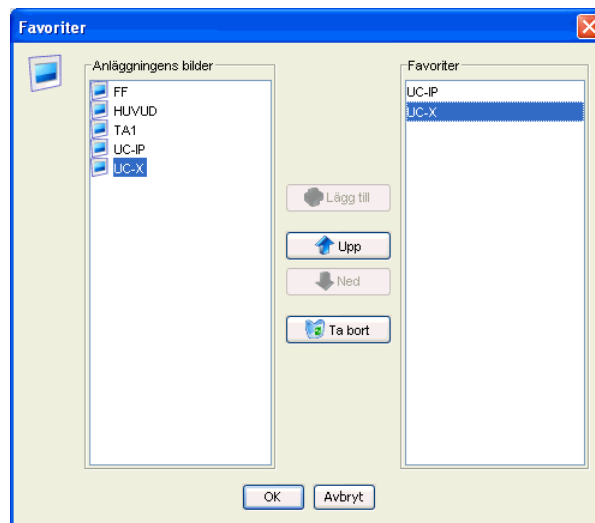 Favoriter
Anläggningens bilder
FF
HUVUD
TA1
UC-IP
UC-X
Lägg till
Upp
Ned
Ta bort
Favoriter
UC-IP
UC-X
OK
Avbryt